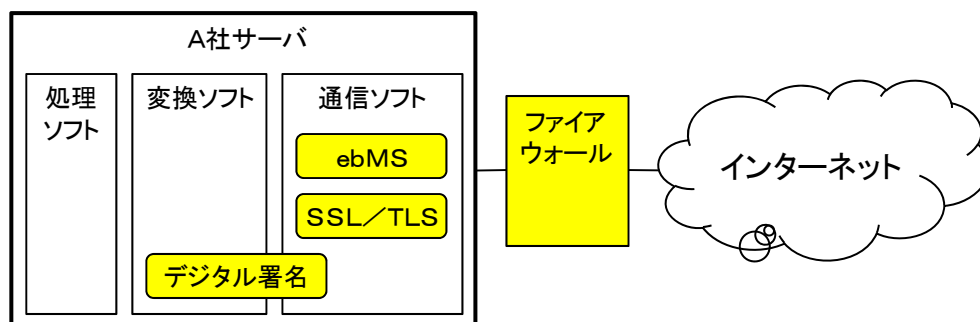 A社サーバ
処理
ソフト
変換ソフト
通信ソフト
ebMS
SSL/TLS
デジタル署名
ファイア
ウォール
インターネット